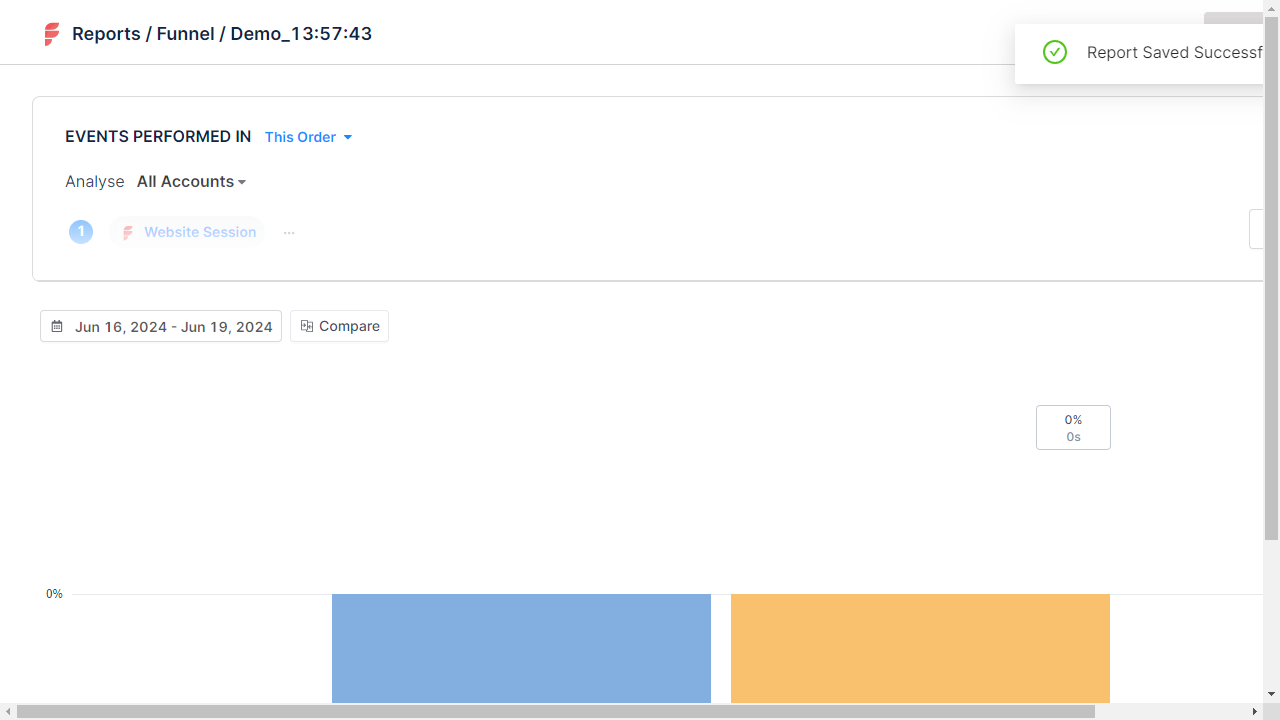 Reports / Funnel / Demo_13:57:43
Report Saved Successf
EVENTS PERFORMED IN This Order
Analyse All Accounts
1 Website Session ...
Jun 16, 2024 - Jun 19, 2024 Compare
0%
0s
0%